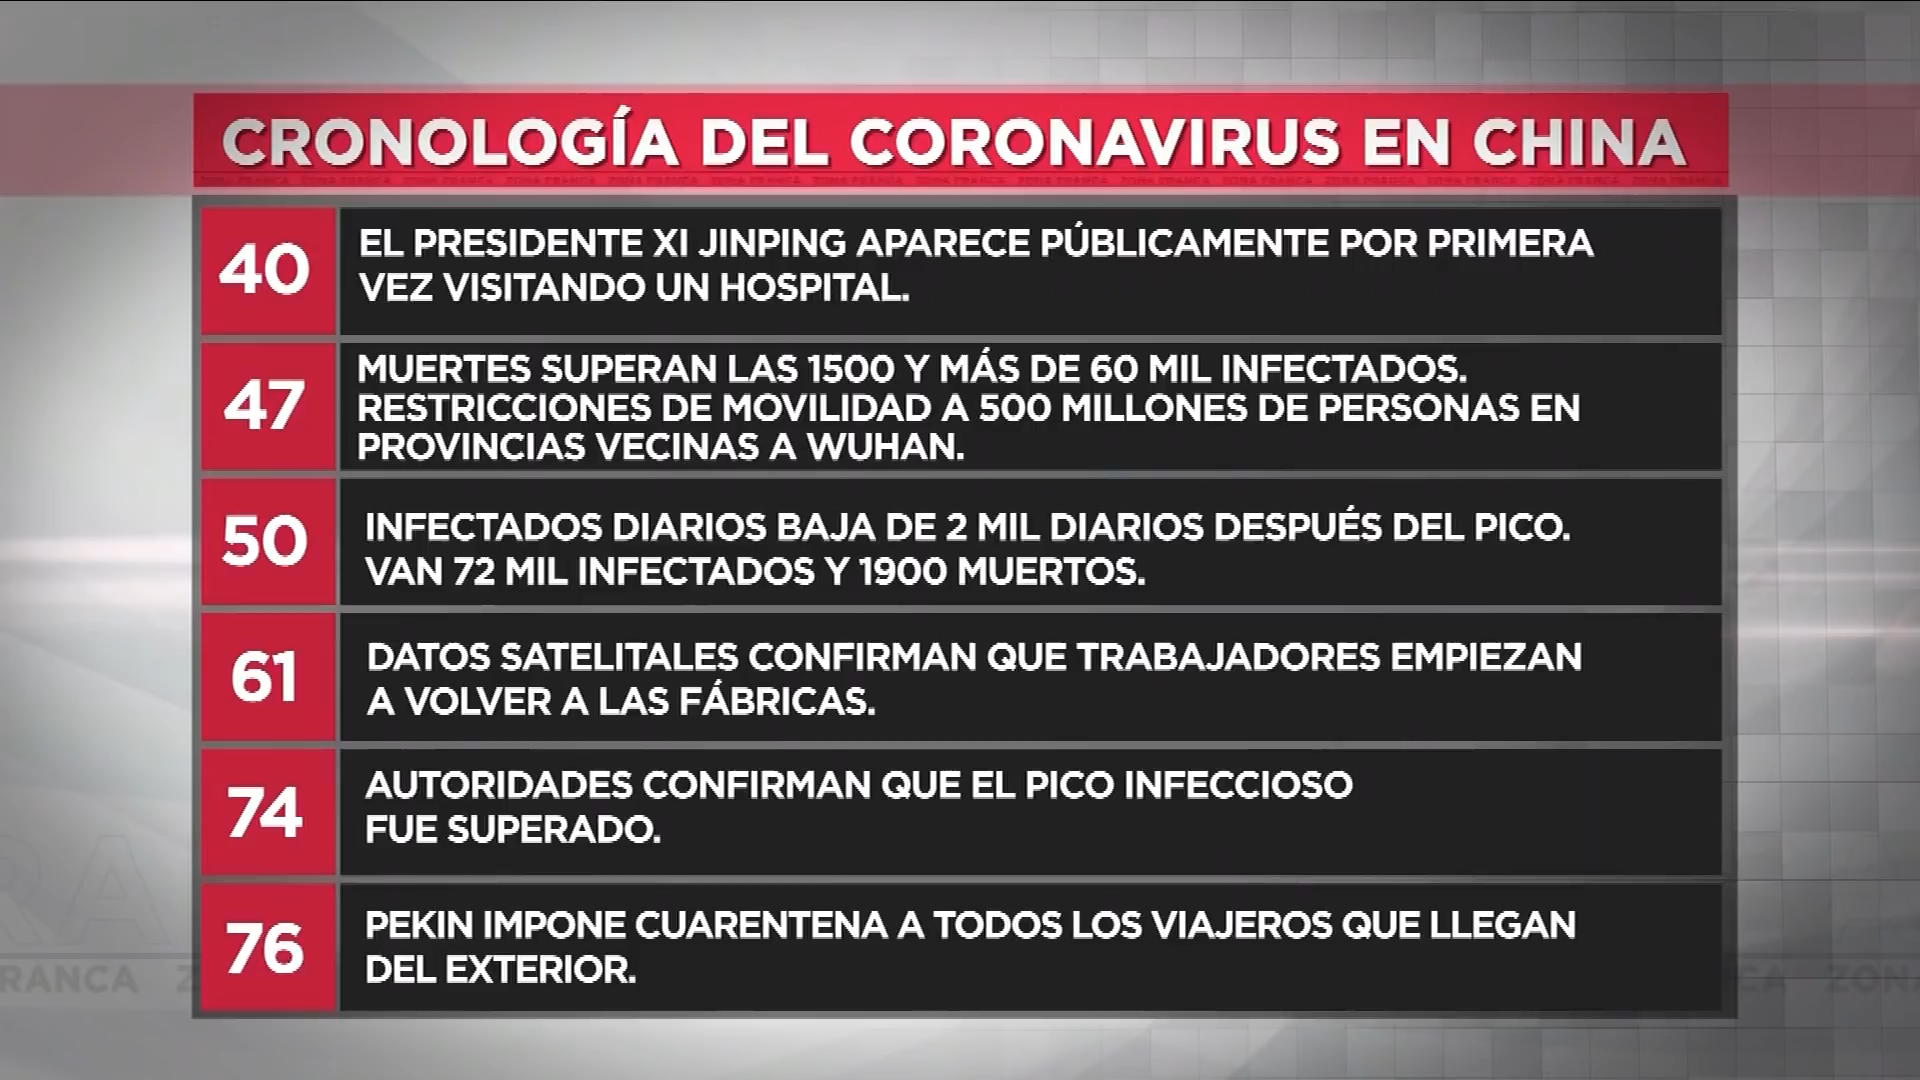 CRONOLOGÍA DEL CORONAVIRUS EN CHINA
40
EL PRESIDENTE XI JINPING APARECE PÚBLICAMENTE POR PRIMERA
VEZ VISITANDO UN HOSPITAL.
47
MUERTES SUPERAN LAS 1500 Y MÁS DE 60 MIL INFECTADOS.
RESTRICCIONES DE MOVILIDAD A 500 MILLONES DE PERSONAS EN
PROVINCIAS VECINAS A WUHAN.
50
INFECTADOS DIARIOS BAJA DE 2 MIL DIARIOS DESPUÉS DEL PICO.
VAN 72 MIL INFECTADOS Y 1900 MUERTOS.
61
DATOS SATELITALES CONFIRMAN QUE TRABAJADORES EMPIEZAN
A VOLVER A LAS FÁBRICAS.
74
AUTORIDADES CONFIRMAN QUE EL PICO INFECCIOSO
FUE SUPERADO.
76
PEKIN IMPONE CUARENTENA A TODOS LOS VIAJEROS QUE LLEGAN
DEL EXTERIOR.